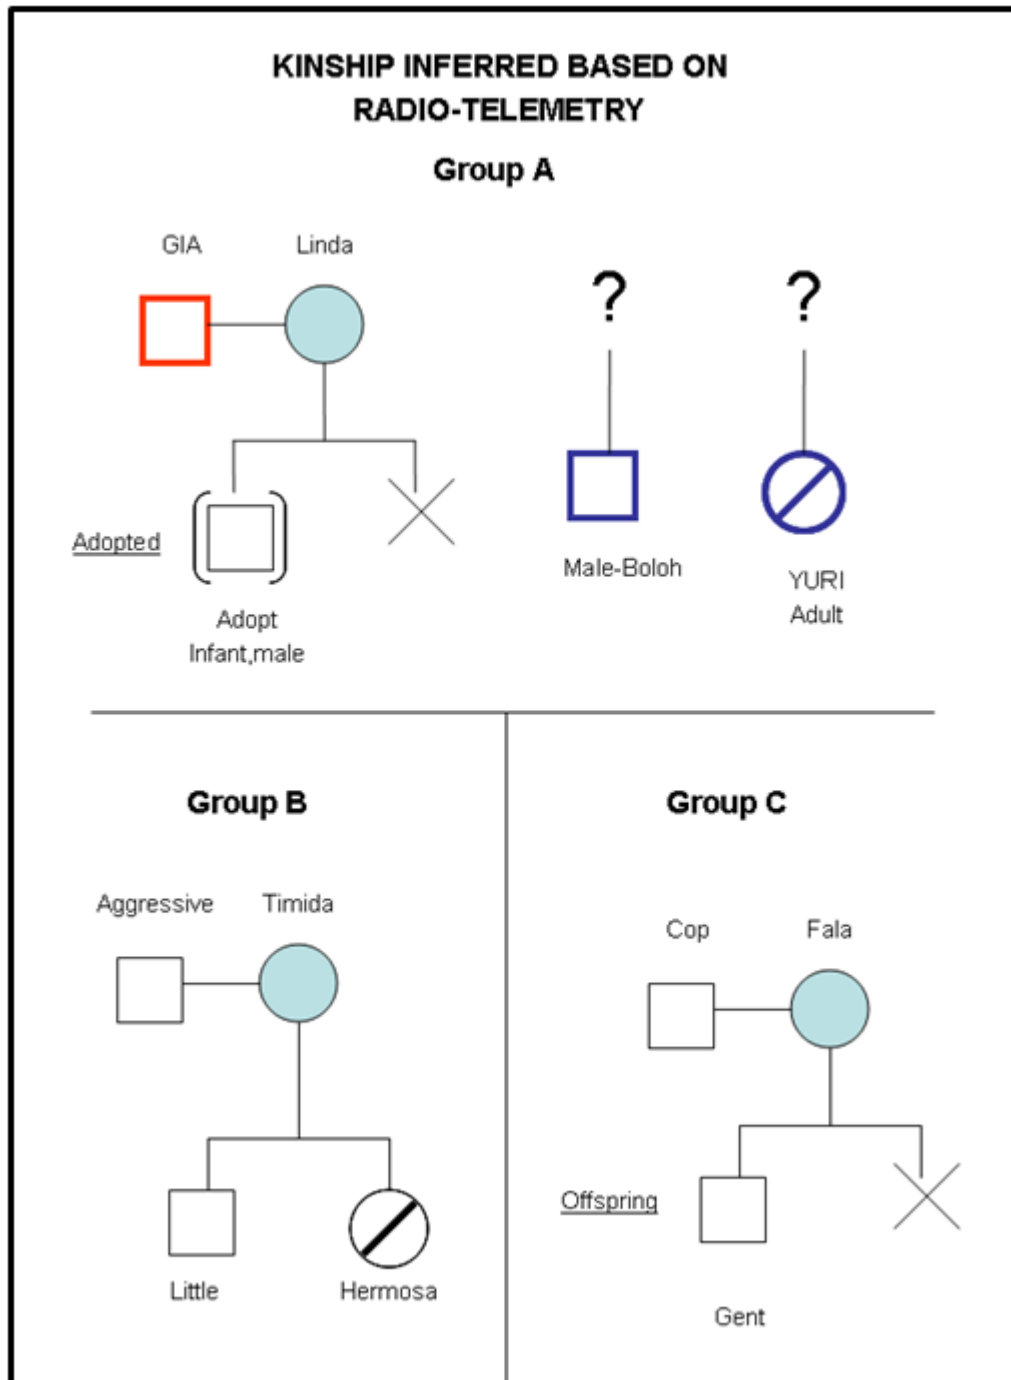 KINSHIP INFERRED BASED ON
RADIO-TELEMETRY
Group A
GIA
Linda
?
?
Adopted
Adopt
Infant,male
Male-Boloh
YURI
Adult
Group B
Aggressive
Timida
Little
Hermosa
Group C
Cop
Fala
Offspring
Gent